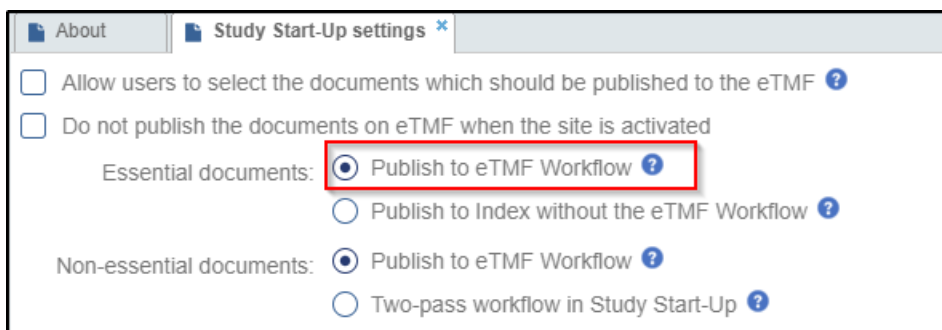 About Study Start-Up settings
Allow users to select the documents which should be published to the eTMF
Do not publish the documents on eTMF when the site is activated
Essential documents: Publish to eTMF Workflow
Publish to Index without the eTMF Workflow
Non-essential documents: Publish to eTMF Workflow
Two-pass workflow in Study Start-Up